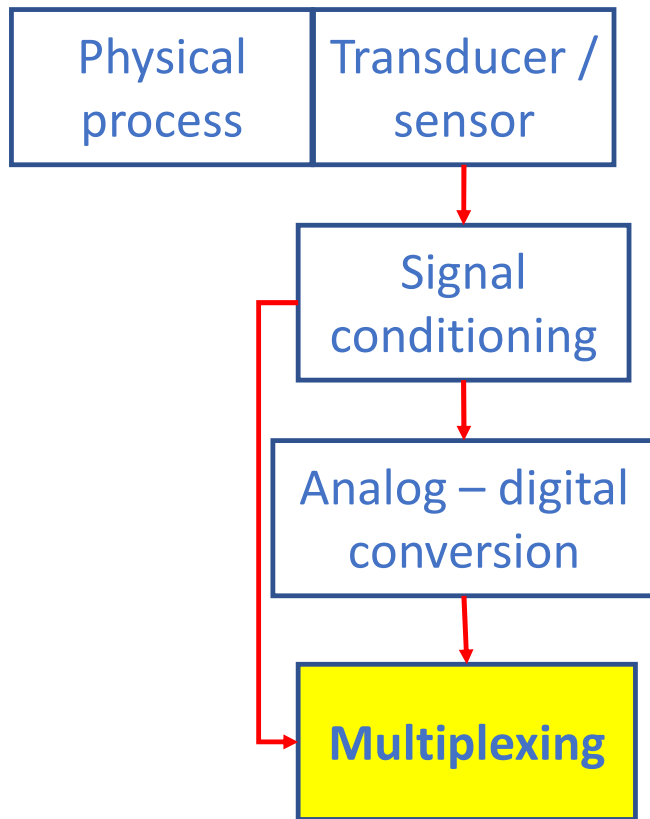 Physical
process
Transducer /
sensor
Signal
conditioning
Analog – digital
conversion
Multiplexing